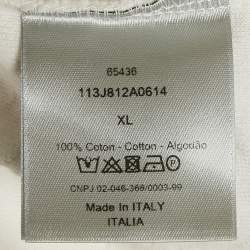 65436
113J812A0614
XL
100% Coton - Cotton - Algodão
CNPJ 02-046-368/0003-99
Made In ITALY
ITALIA